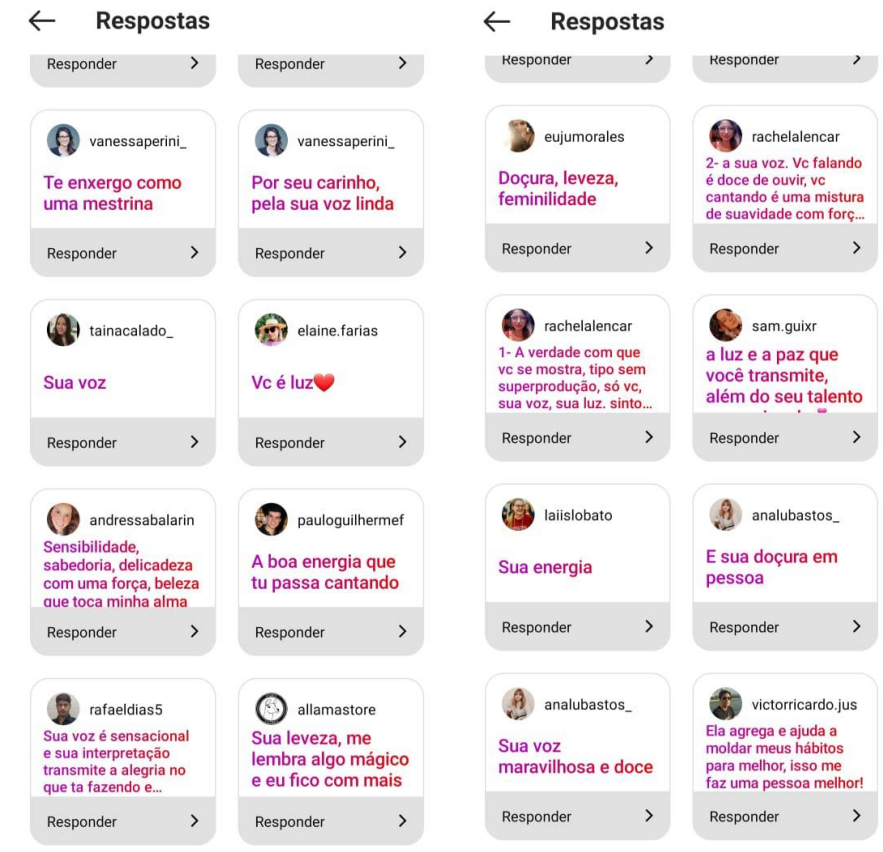 Respostas
Responder
Responder
vanessaperini_
Te enxergo como
uma mestrina
Responder
vanessaperini_
Por seu carinho,
pela sua voz linda
Responder
tainacalado_
Sua voz
Responder
elaine.farias
Vc é luz❤️
Responder
andressabalarin
Sensibilidade,
sabedoria, delicadeza
com uma força, beleza
que toca minha alma
Responder
pauloguilhermef
A boa energia que
tu passa cantando
Responder
rafaeldias5
Sua voz é sensacional
e sua interpretação
transmite a alegria no
que ta fazendo e...
Responder
allamastore
Sua leveza, me
lembra algo mágico
e eu fico com mais
Responder
Respostas
Responder
Responder
eujumorales
Doçura, leveza,
feminilidade
Responder
rachelalencar
2- a sua voz. Vc falando
é doce de ouvir, vc
cantando é uma mistura
de suavidade com forç...
Responder
rachelalencar
1- A verdade com que
vc se mostra, tipo sem
superprodução, só vc,
sua voz, sua luz. sinto...
Responder
sam.guixr
a luz e a paz que
você transmite,
além do seu talento
Responder
laiislobato
Sua energia
Responder
analubastos_
E sua doçura em
pessoa
Responder
analubastos_
Sua voz
maravilhosa e doce
Responder
victorricardo.jus
Ela agrega e ajuda a
moldar meus hábitos
para melhor, isso me
faz uma pessoa melhor!
Responder